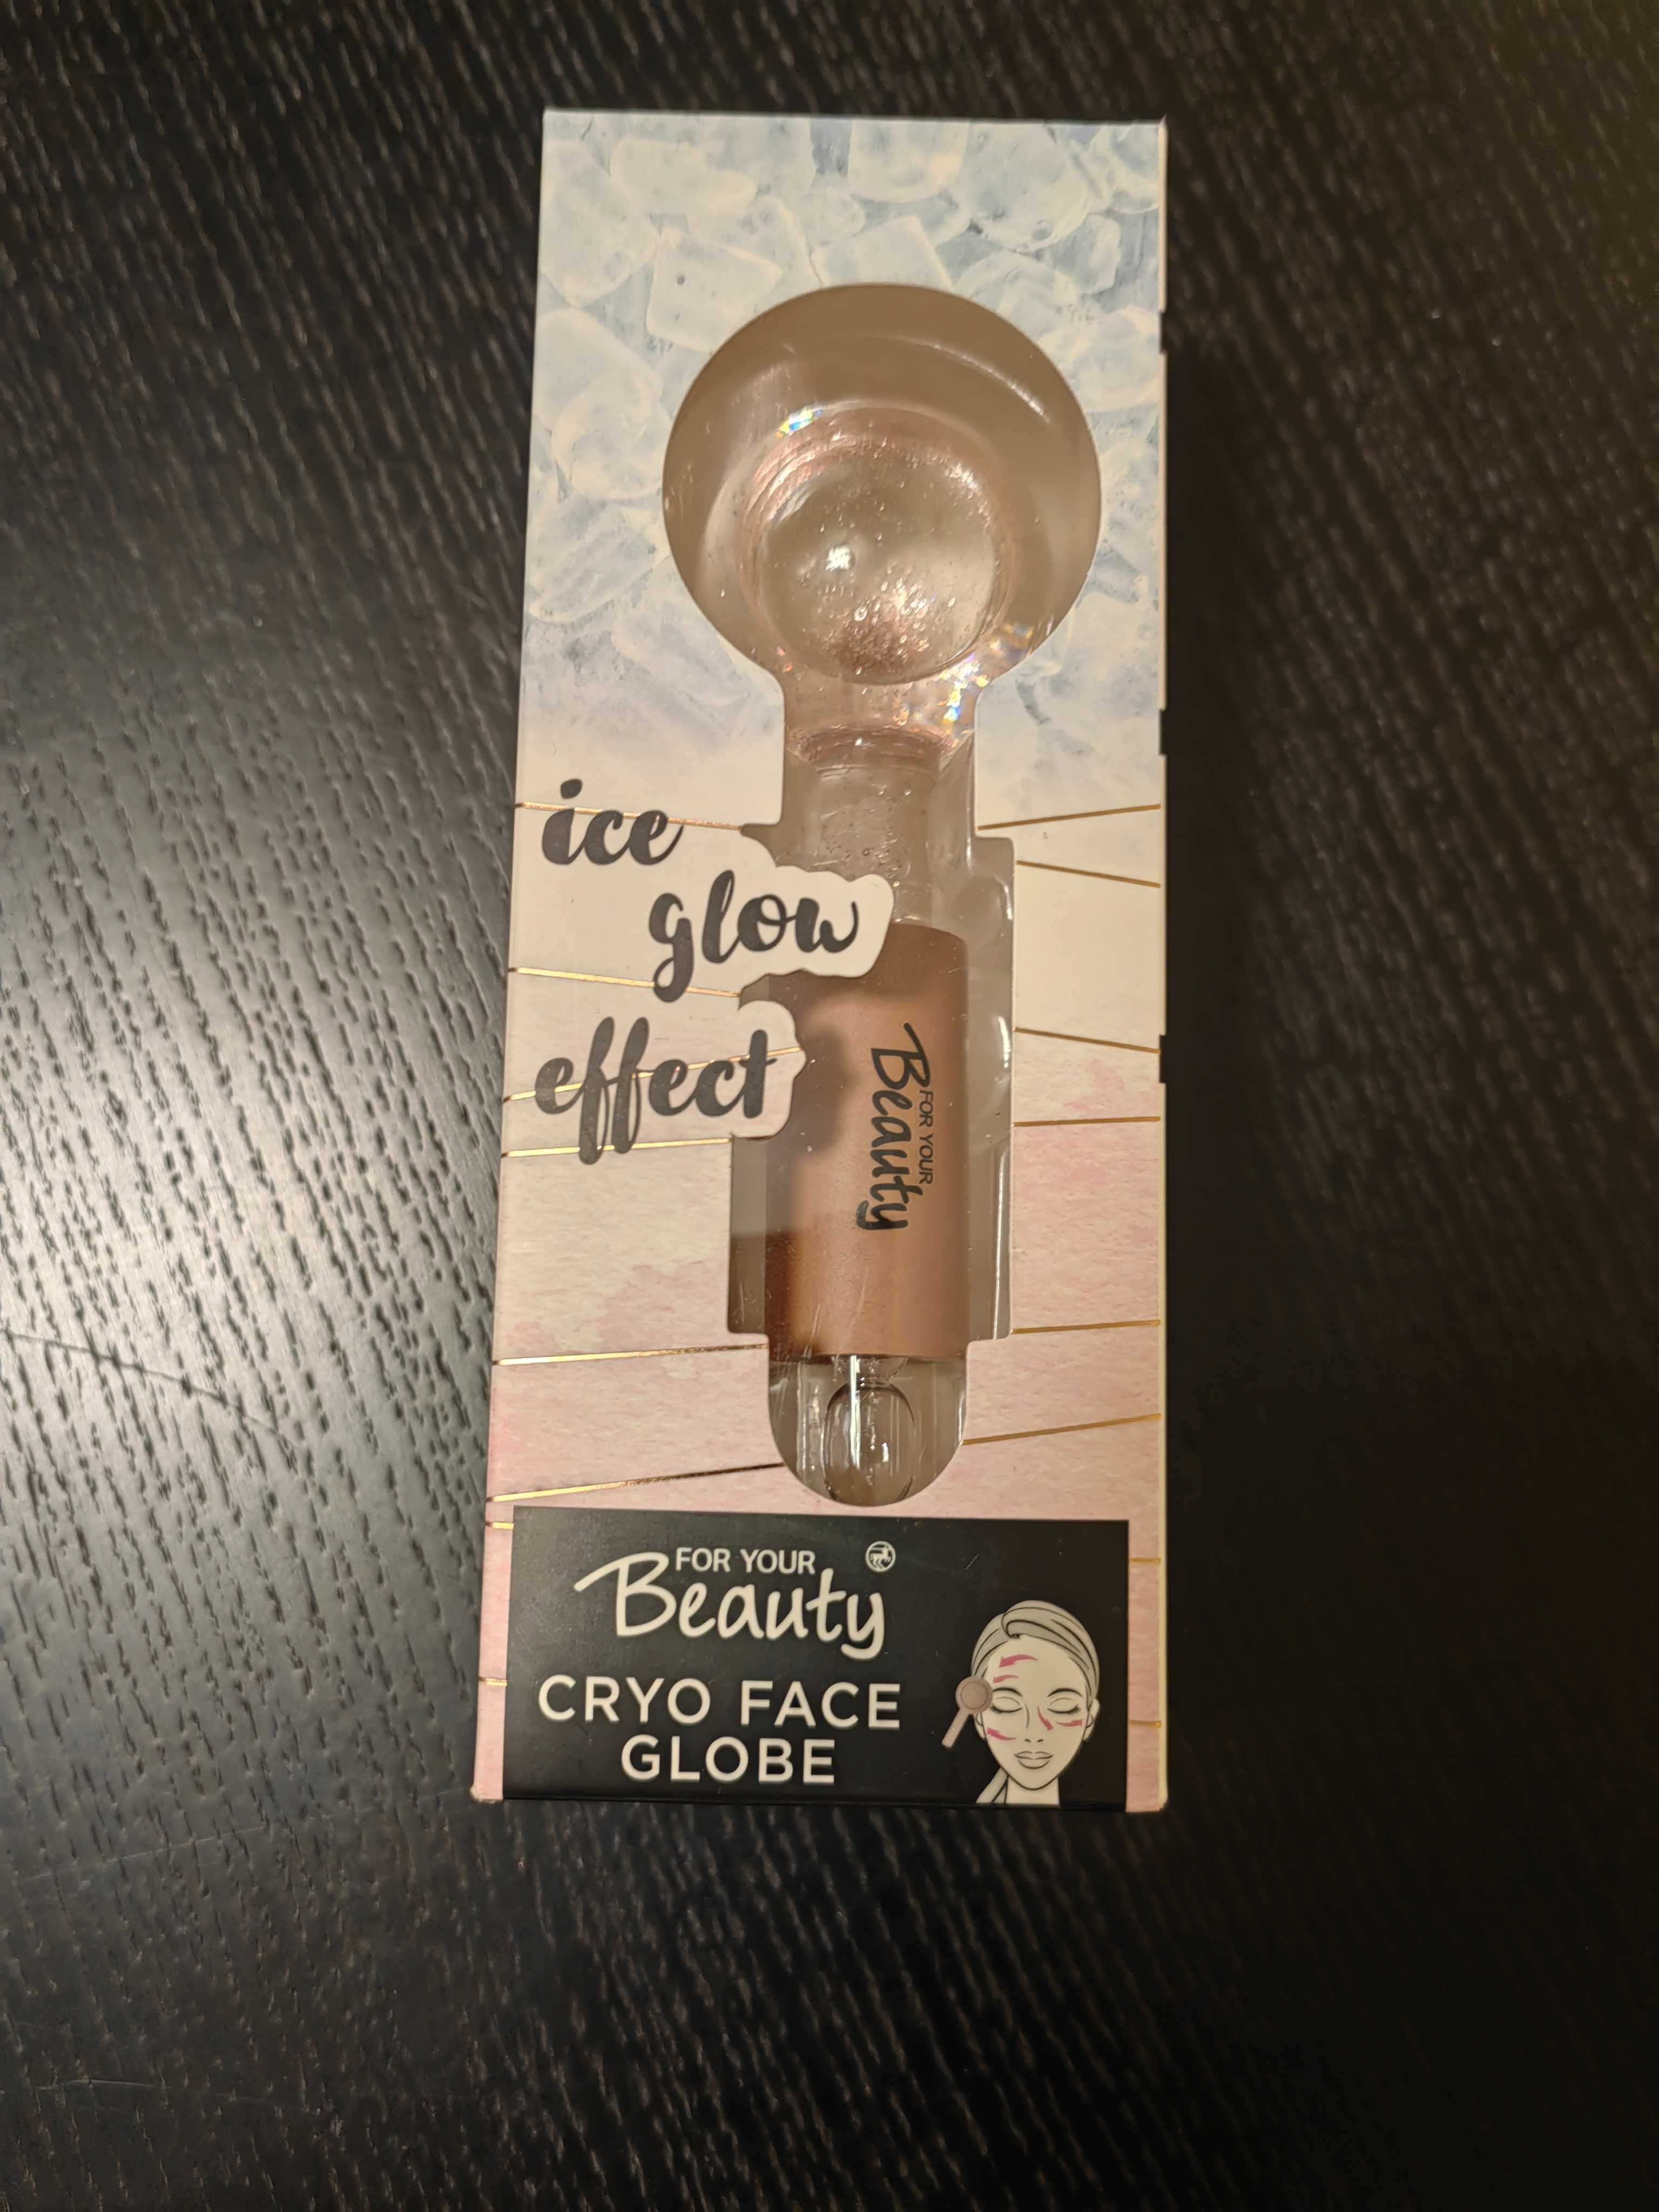 ice
glow
effect
FOR YOUR
Beauty
FOR YOUR
Beauty
CRYO FACE
GLOBE